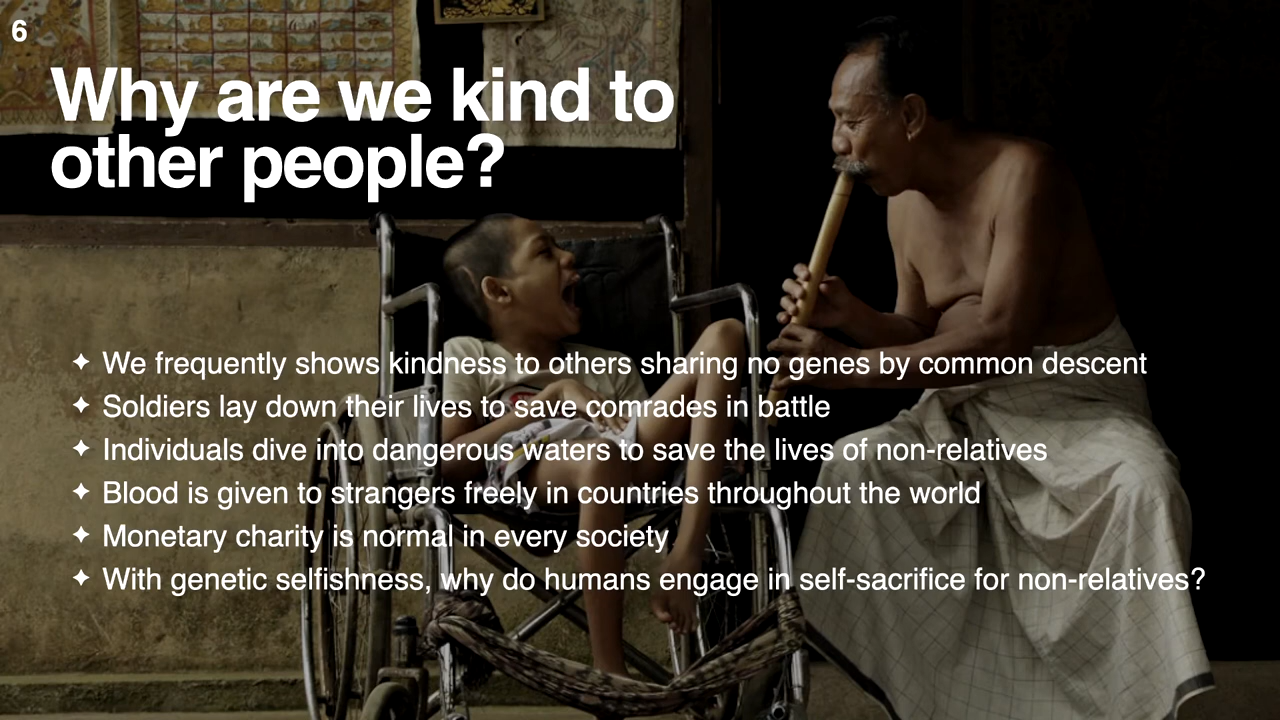 6
Why are we kind to
other people?
✦ We frequently shows kindness to others sharing no genes by common descent
✦ Soldiers lay down their lives to save comrades in battle
✦ Individuals dive into dangerous waters to save the lives of non-relatives
✦ Blood is given to strangers freely in countries throughout the world
✦ Monetary charity is normal in every society
✦ With genetic selfishness, why do humans engage in self-sacrifice for non-relatives?